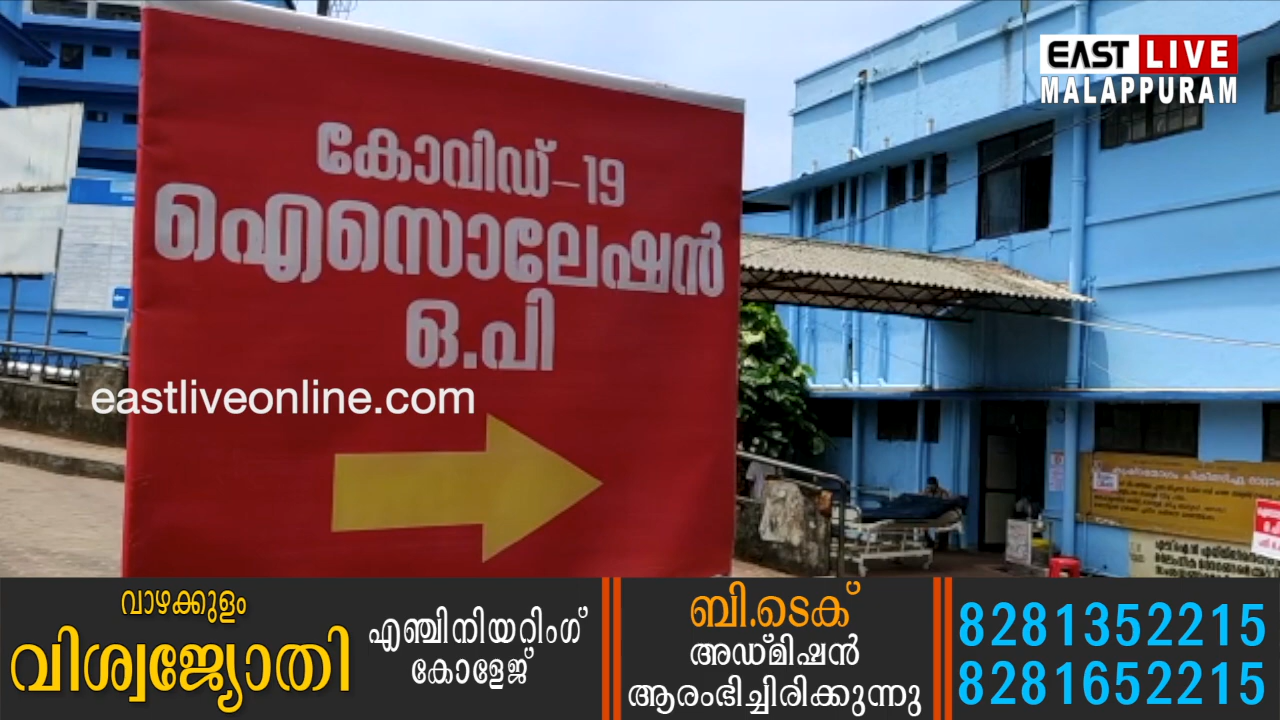 EAST LIVE
MALAPPURAM
കോവിഡ്-19
ഐസൊലേഷൻ
ഒ.പി
eastliveonline.com
വാഴക്കുളം
വിശ്വജ്യോതി
എഞ്ചിനിയറിംഗ്
കോളേജ്
ബി.ടെക്
അഡ്മിഷൻ
ആരംഭിച്ചിരിക്കുന്നു
8281352215
8281652215